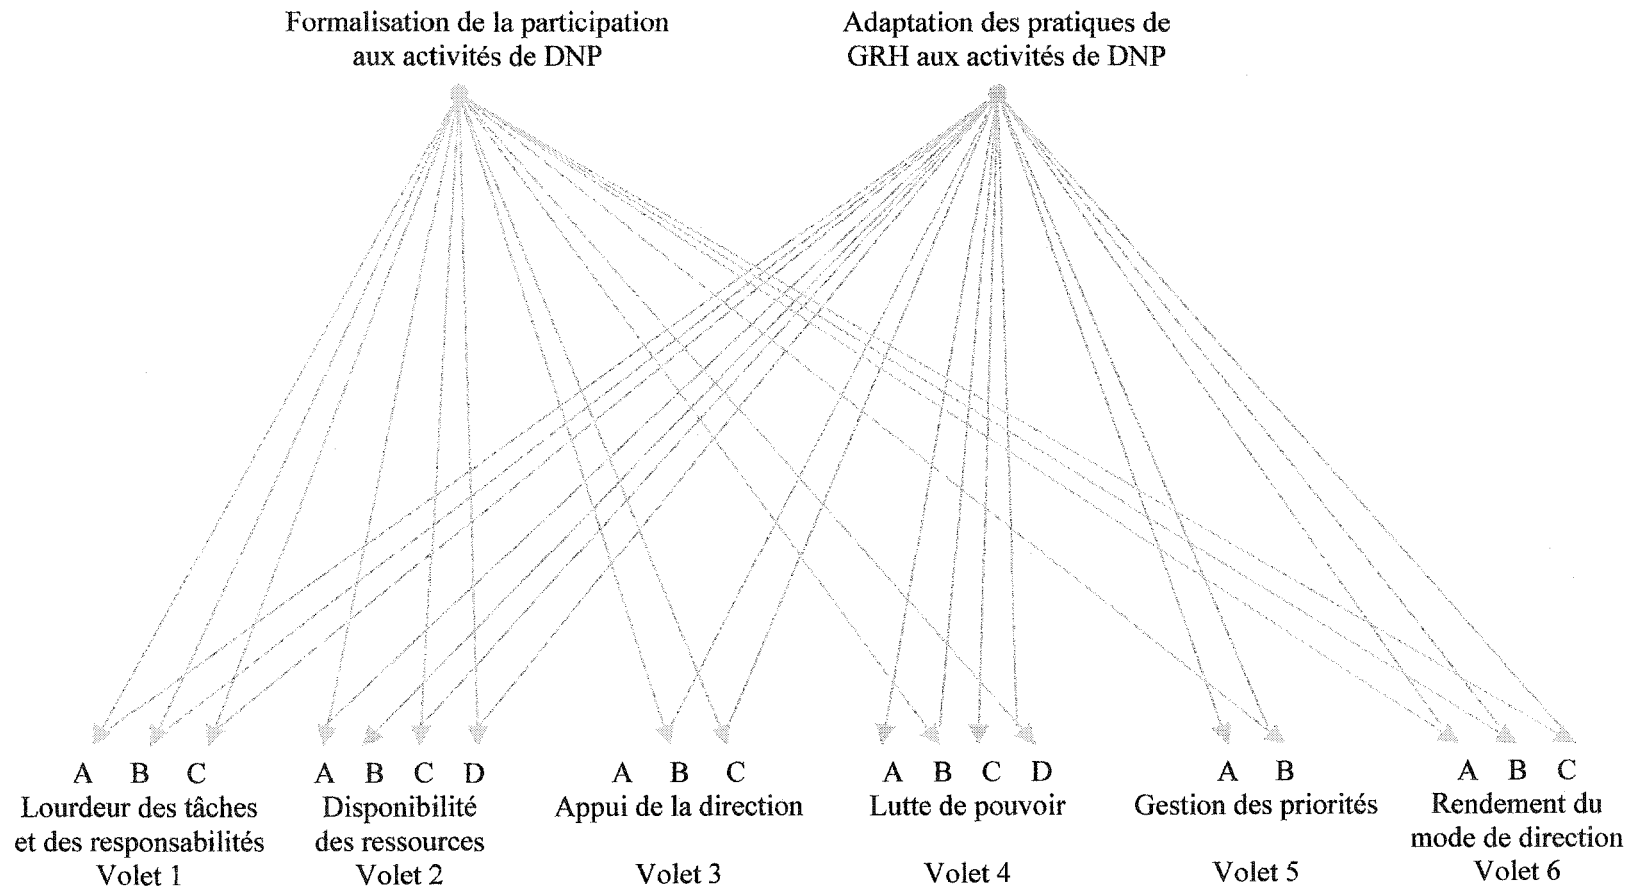 Formalisation de la participation
aux activités de DNP
Adaptation des pratiques de
GRH aux activités de DNP
A B C
Lourdeur des tâches
et des responsabilités
Volet 1
A B C D
Disponibilité
des ressources
Volet 2
A B C
Appui de la direction
Volet 3
A B C D
Lutte de pouvoir
Volet 4
A B
Gestion des priorités
Volet 5
A B C
Rendement du
mode de direction
Volet 6